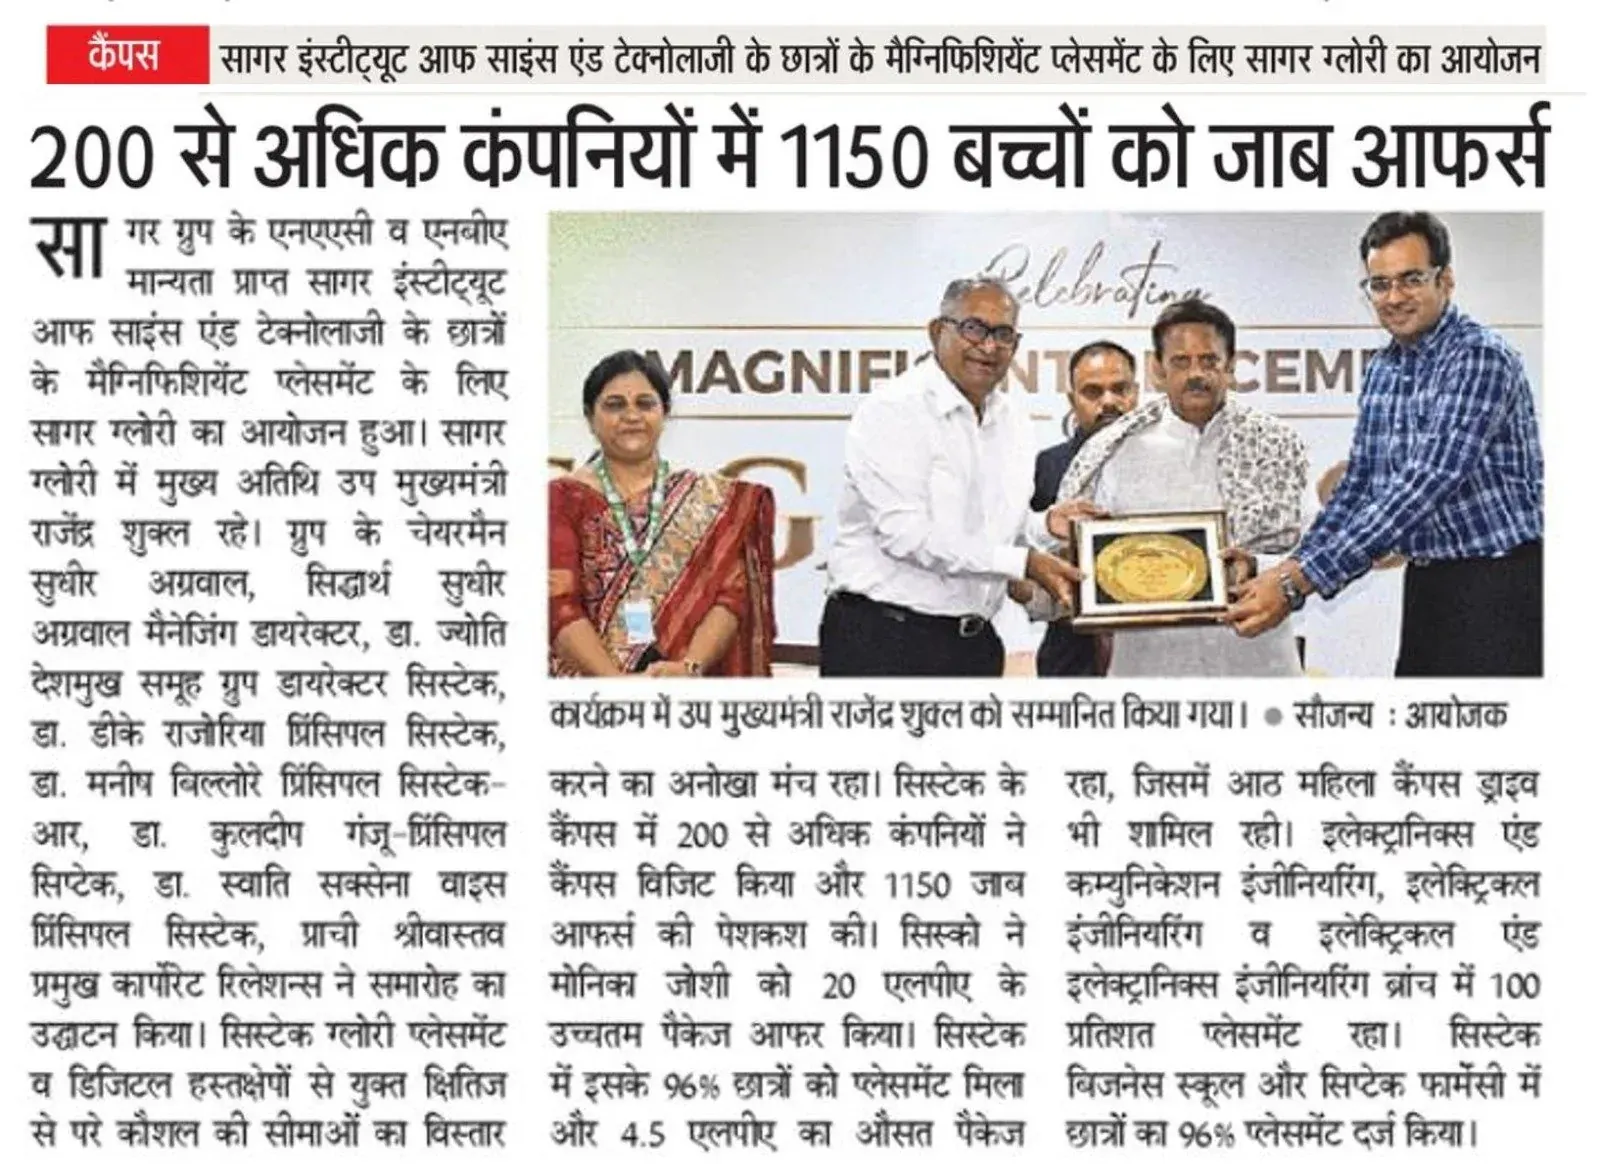 कैंपस
सागर इंस्टीट्यूट आफ साइंस एंड टेक्नोलाजी के छात्रों के मैग्निफिशियेंट प्लेसमेंट के लिए सागर ग्लोरी का आयोजन
200 से अधिक कंपनियों में 1150 बच्चों को जाब आफर्स
सागर ग्रुप के एनएएसी व एनबीए
मान्यता प्राप्त सागर इंस्टीट्यूट
आफ साइंस एंड टेक्नोलाजी के छात्रों
के मैग्निफिशियेंट प्लेसमेंट के लिए
सागर ग्लोरी का आयोजन हुआ। सागर
ग्लोरी में मुख्य अतिथि उप मुख्यमंत्री
राजेंद्र शुक्ल रहे। ग्रुप के चेयरमैन
सुधीर अग्रवाल, सिद्धार्थ सुधीर
अग्रवाल मैनेजिंग डायरेक्टर, डा. ज्योति
देशमुख समूह ग्रुप डायरेक्टर सिस्टेक,
डा. डीके राजोरिया प्रिंसिपल सिस्टेक,
डा. मनीष बिल्लोरे प्रिंसिपल सिस्टेक-
आर, डा. कुलदीप गंजू-प्रिंसिपल
सिप्टेक, डा. स्वाति सक्सेना वाइस
प्रिंसिपल सिस्टेक, प्राची श्रीवास्तव
प्रमुख कार्पोरेट रिलेशन्स ने समारोह का
उद्घाटन किया। सिस्टेक ग्लोरी प्लेसमेंट
व डिजिटल हस्तक्षेपों से युक्त क्षितिज
से परे कौशल की सीमाओं का विस्तार
Celebrating
MAGNIFI NT CEM
G
कार्यक्रम में उप मुख्यमंत्री राजेंद्र शुक्ल को सम्मानित किया गया। ● सौजन्य : आयोजक
करने का अनोखा मंच रहा। सिस्टेक के
कैंपस में 200 से अधिक कंपनियों ने
कैंपस विजिट किया और 1150 जाब
आफर्स की पेशकश की। सिस्को ने
मोनिका जोशी को 20 एलपीए के
उच्चतम पैकेज आफर किया। सिस्टेक
में इसके 96% छात्रों को प्लेसमेंट मिला
और 4.5 एलपीए का औसत पैकेज
रहा, जिसमें आठ महिला कैंपस ड्राइव
भी शामिल रही। इलेक्ट्रानिक्स एंड
कम्युनिकेशन इंजीनियरिंग, इलेक्ट्रिकल
इंजीनियरिंग व इलेक्ट्रिकल एंड
इलेक्ट्रानिक्स इंजीनियरिंग ब्रांच में 100
प्रतिशत प्लेसमेंट रहा। सिस्टेक
बिजनेस स्कूल और सिप्टेक फार्मेसी में
छात्रों का 96% प्लेसमेंट दर्ज किया।